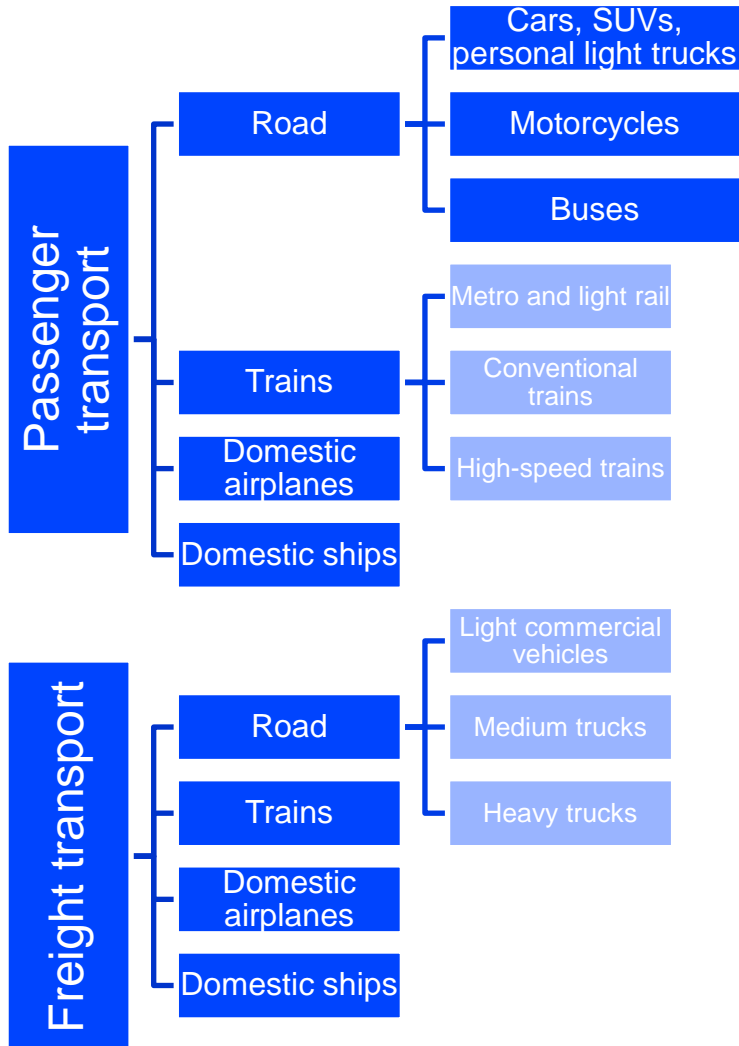 Passenger
transport
Road
Cars, SUVs,
personal light trucks
Motorcycles
Buses
Trains
Metro and light rail
Conventional
trains
High-speed trains
Domestic
airplanes
Domestic ships
Freight transport
Road
Light commercial
vehicles
Medium trucks
Heavy trucks
Trains
Domestic
airplanes
Domestic ships